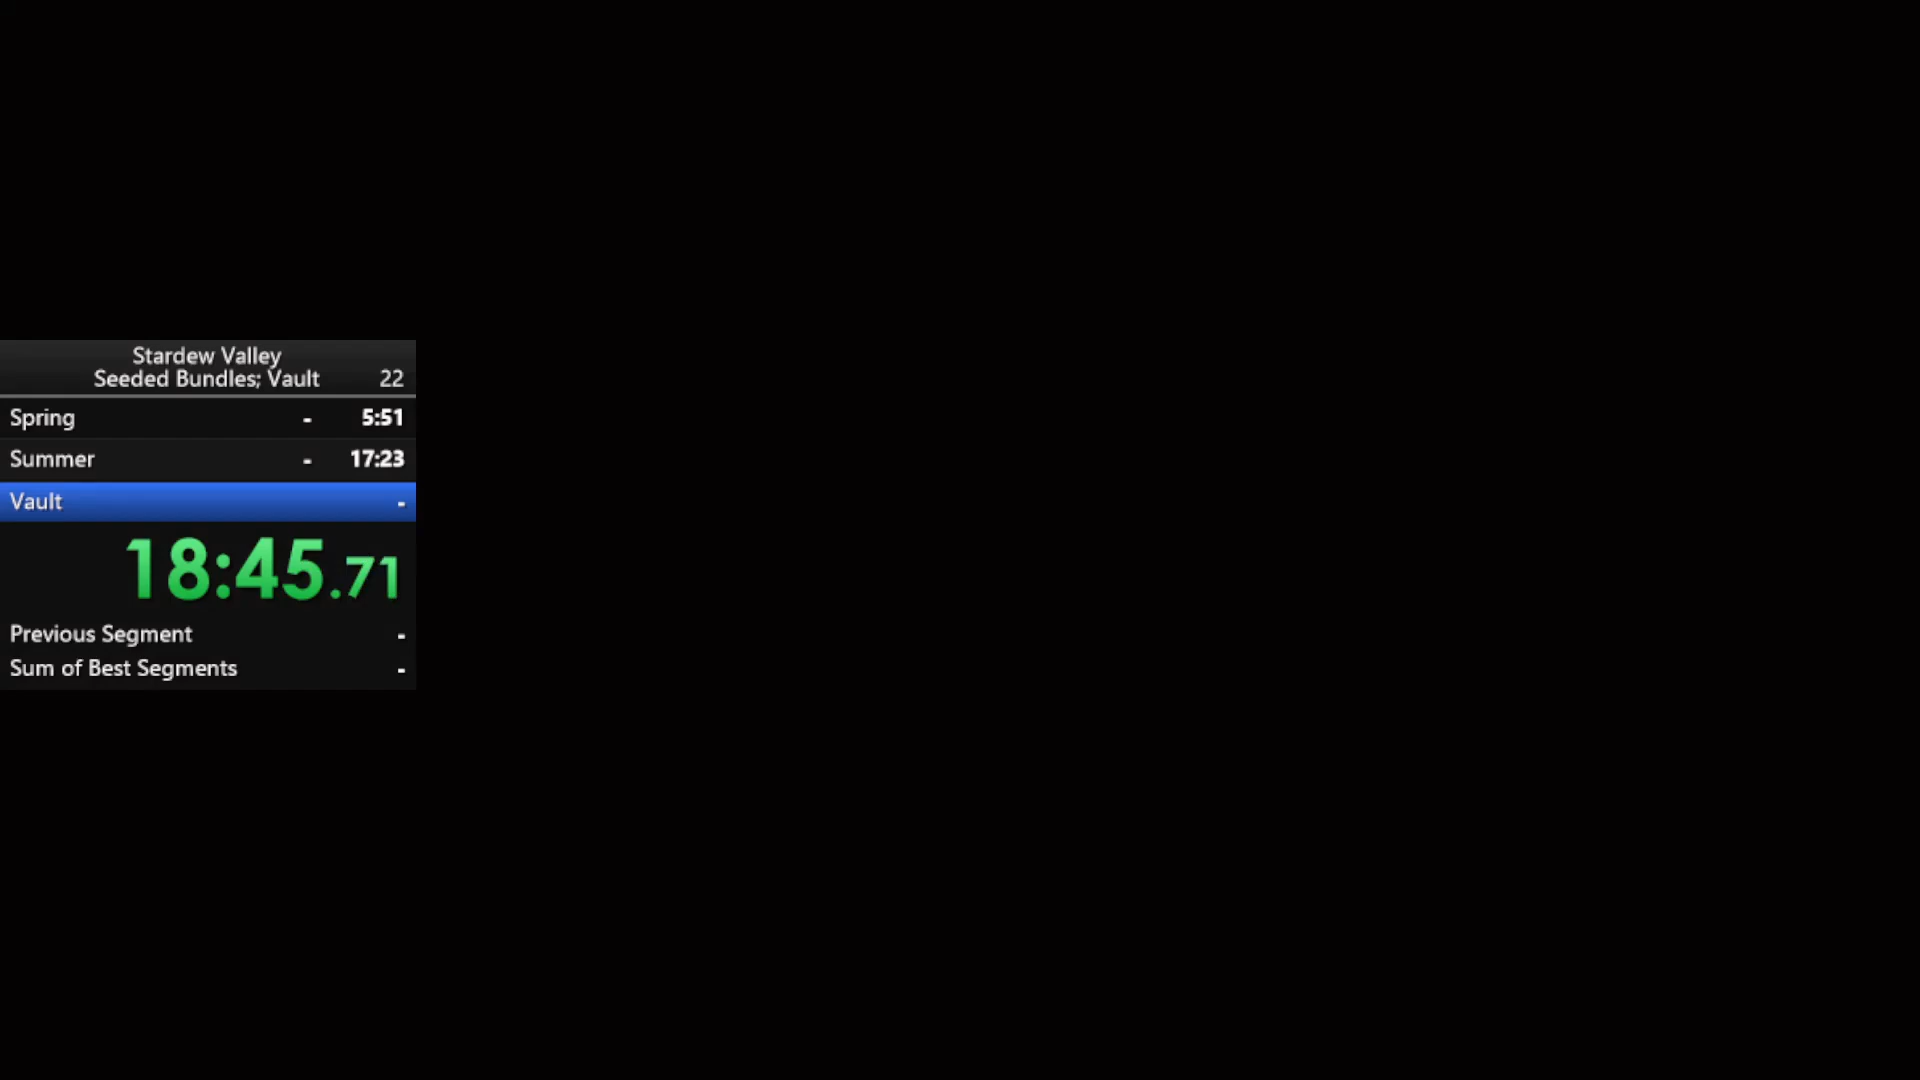 Stardew Valley
Seeded Bundles; Vault 22
Spring - 5:51
Summer - 17:23
Vault -
18:45.71
Previous Segment -
Sum of Best Segments -